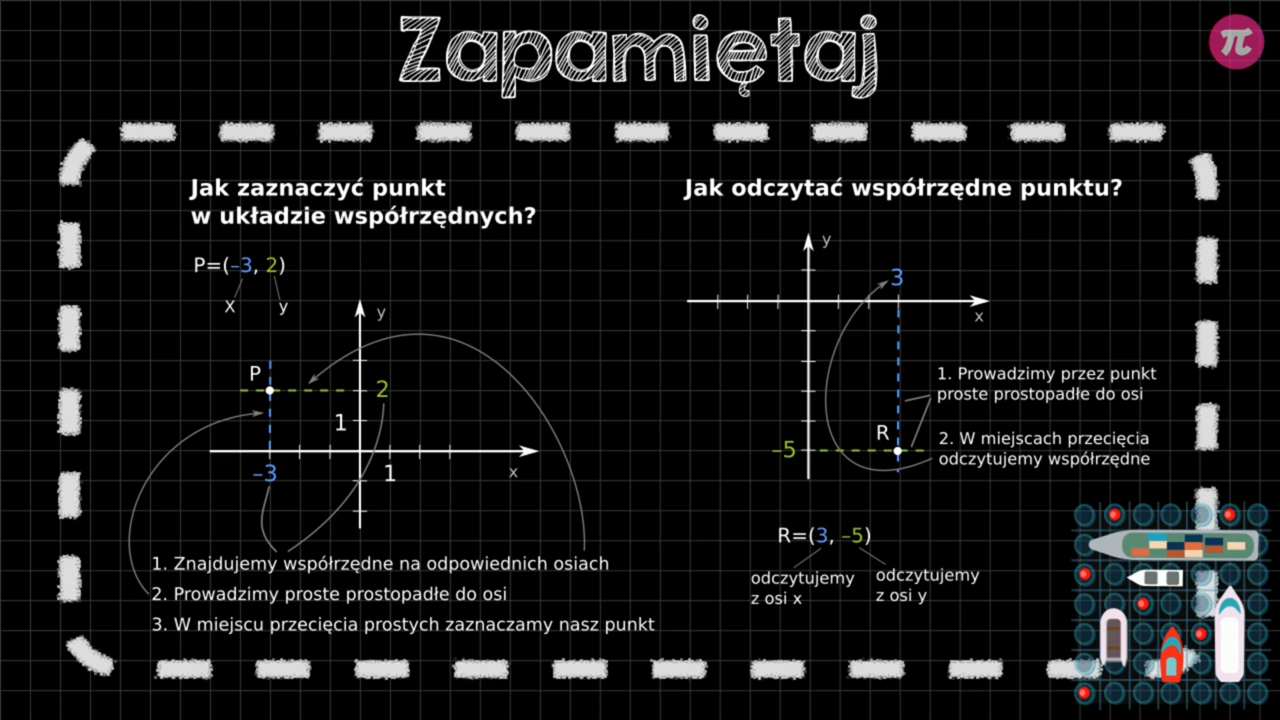 Zapamiętaj
π
Jak zaznaczyć punkt
w układzie współrzędnych?
P=(–3, 2)
x
y
y
P
2
1
–3
1
x
1. Znajdujemy współrzędne na odpowiednich osiach
2. Prowadzimy proste prostopadłe do osi
3. W miejscu przecięcia prostych zaznaczamy nasz punkt
Jak odczytać współrzędne punktu?
y
3
x
1. Prowadzimy przez punkt
proste prostopadłe do osi
R
2. W miejscach przecięcia
odczytujemy współrzędne
–5
R=(3, –5)
odczytujemy
z osi x
odczytujemy
z osi y